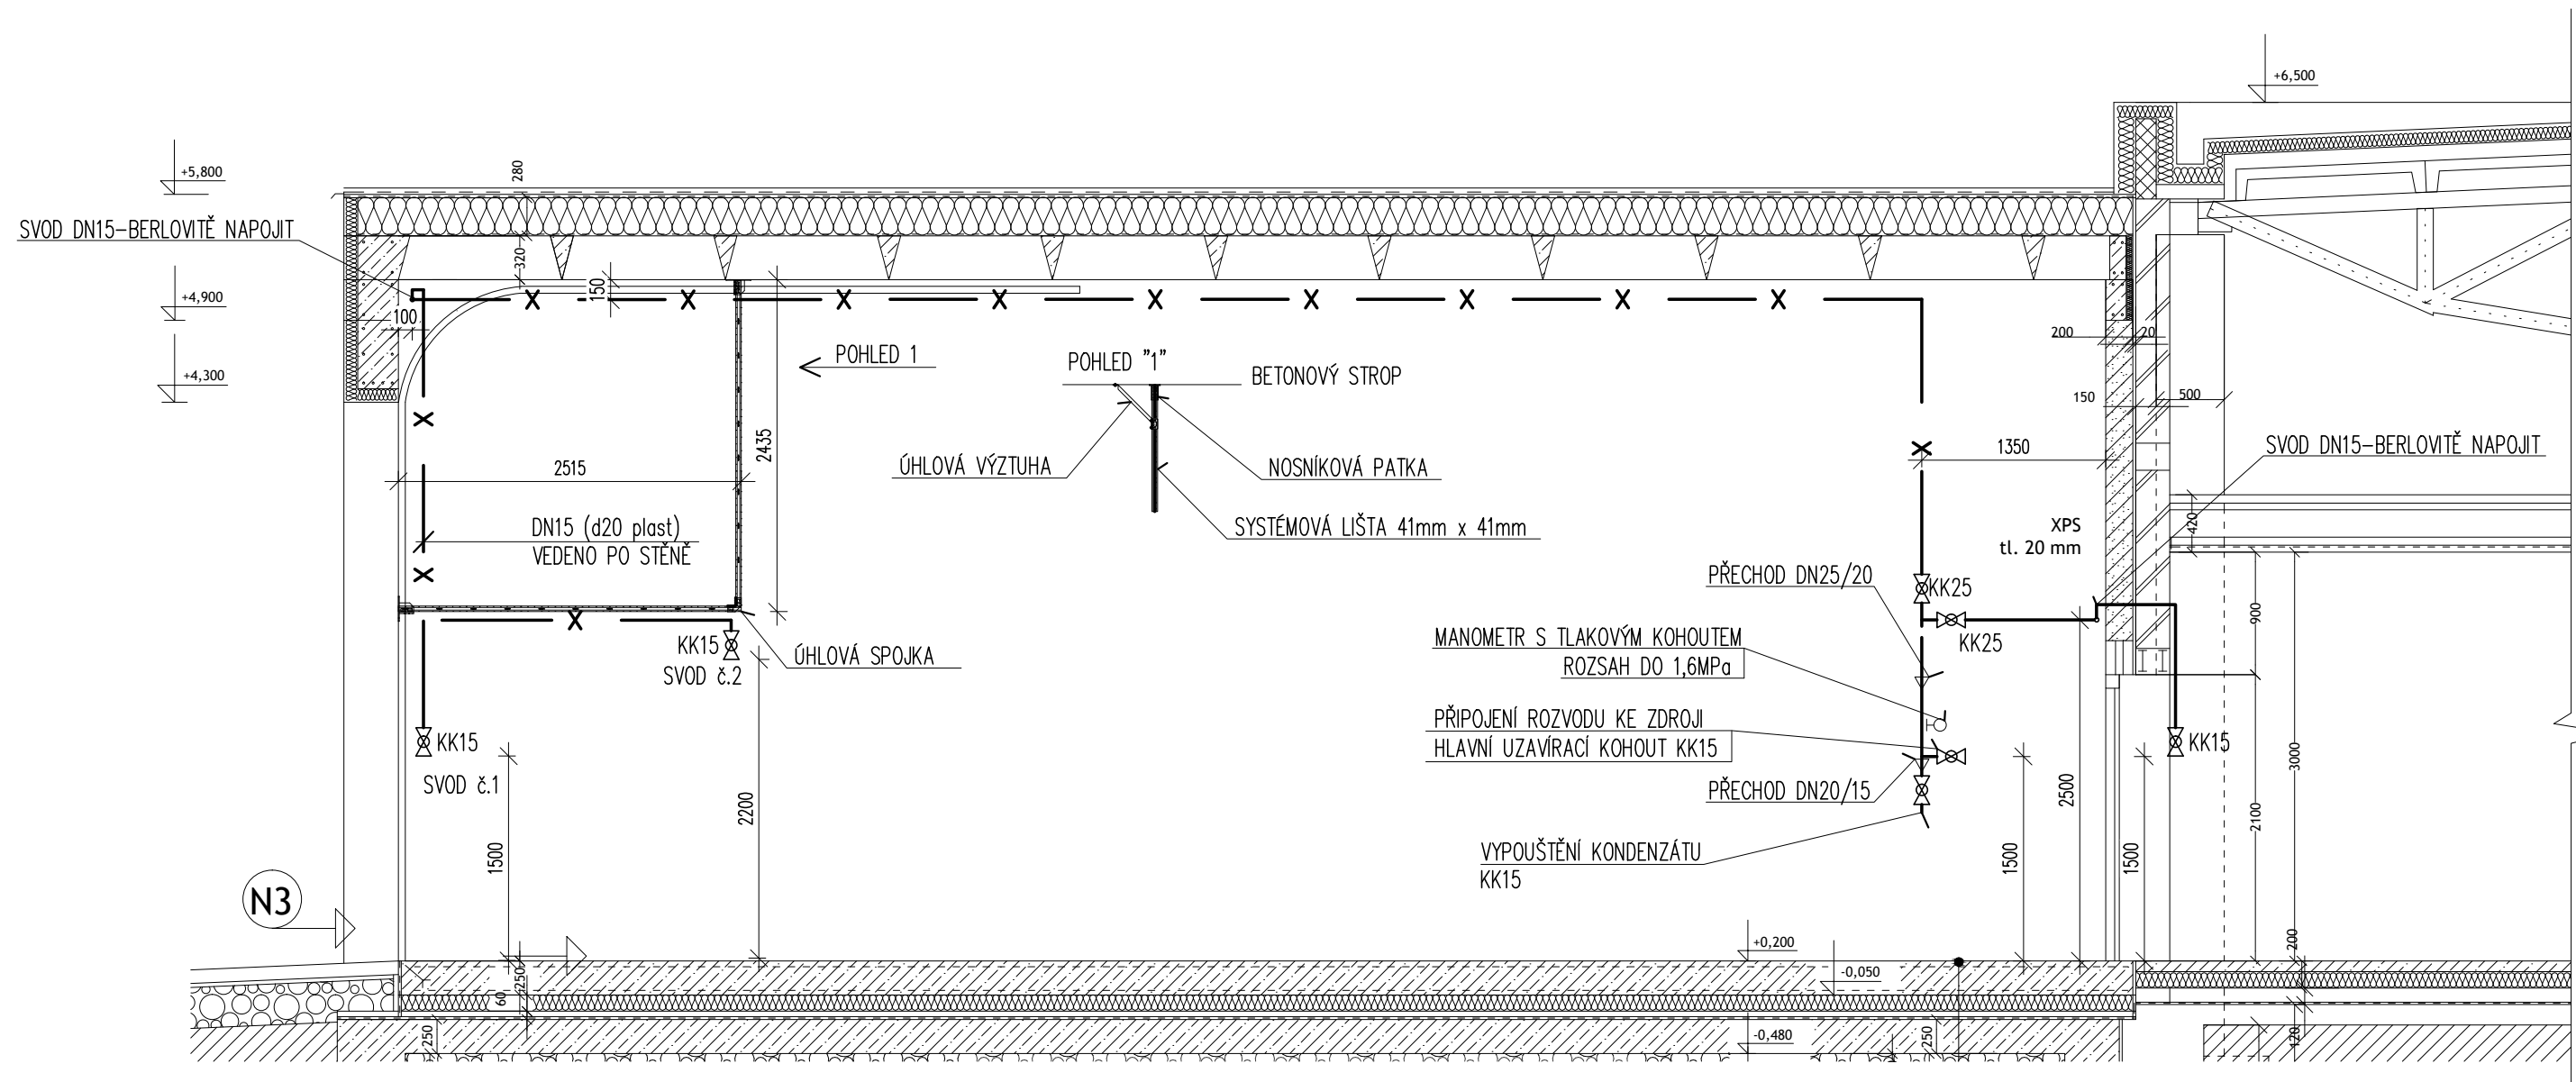 +6,500
+5,800
280
SVOD DN15-BERLOVITĚ NAPOJIT
320
150
+4,900
100
200
20
POHLED 1
POHLED "1"
BETONOVÝ STROP
+4,300
150
500
2435
SVOD DN15-BERLOVITĚ NAPOJIT
2515
ÚHLOVÁ VÝZTUHA
NOSNÍKOVÁ PATKA
1350
DN15 (d20 plast)
VEDENO PO STĚNĚ
SYSTÉMOVÁ LIŠTA 41mm x 41mm
XPS
tl. 20 mm
420
PŘECHOD DN25/20
KK25
900
KK15
SVOD č.2
ÚHLOVÁ SPOJKA
MANOMETR S TLAKOVÝM KOHOUTEM
ROZSAH DO 1,6MPa
KK25
PŘIPOJENÍ ROZVODU KE ZDROJI
HLAVNÍ UZAVÍRACÍ KOHOUT KK15
KK15
SVOD č.1
KK15
3000
PŘECHOD DN20/15
2500
2200
2100
1500
VYPOUŠTĚNÍ KONDENZÁTU
KK15
1500
1500
N3
+0,200
200
-0,050
250
60
250
-0,480
250
120